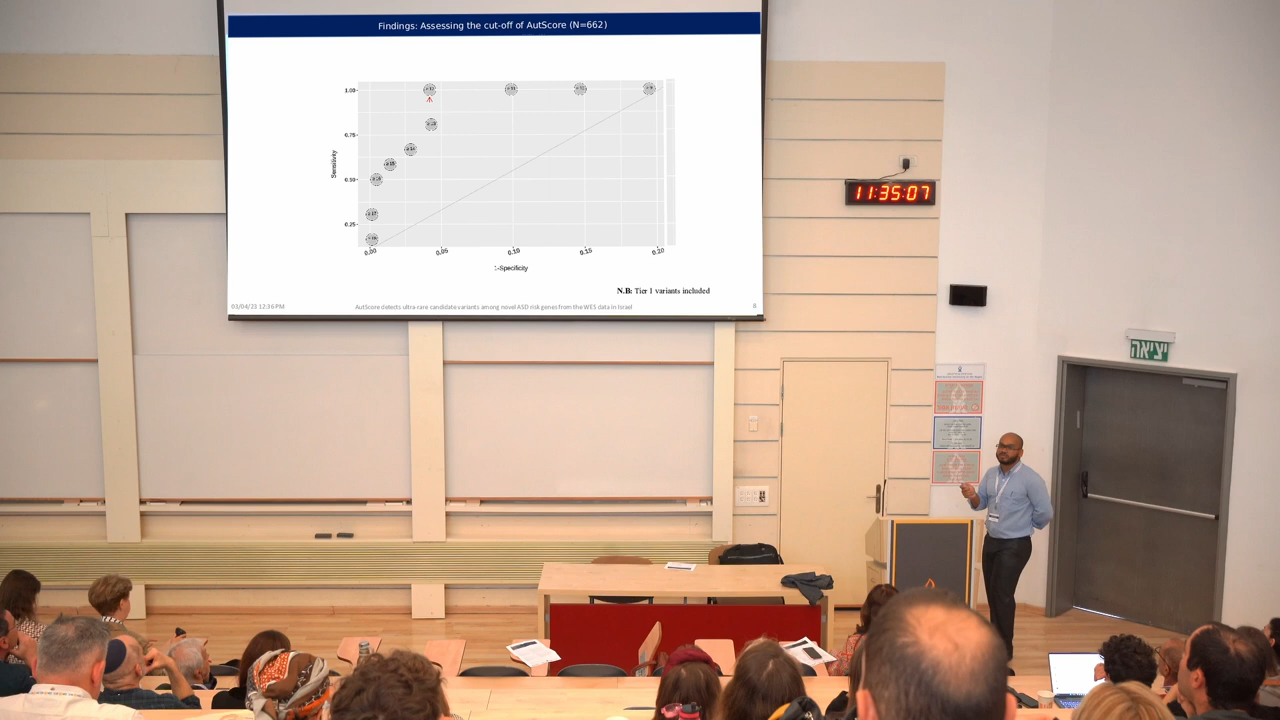 Findings: Assessing the cut-off of AutScore (N=662)
1.00
0.75
Sensitivity
0.50
0.25
0.00 0.05 0.10 0.15 0.20
1-Specificity
N.B: Tier 1 variants included
03/04/23 12:36 PM AutScore detects ultra rare candidate variants among novel ASD risk genes from the WES data in Israel 8
11:35:07
יציאה